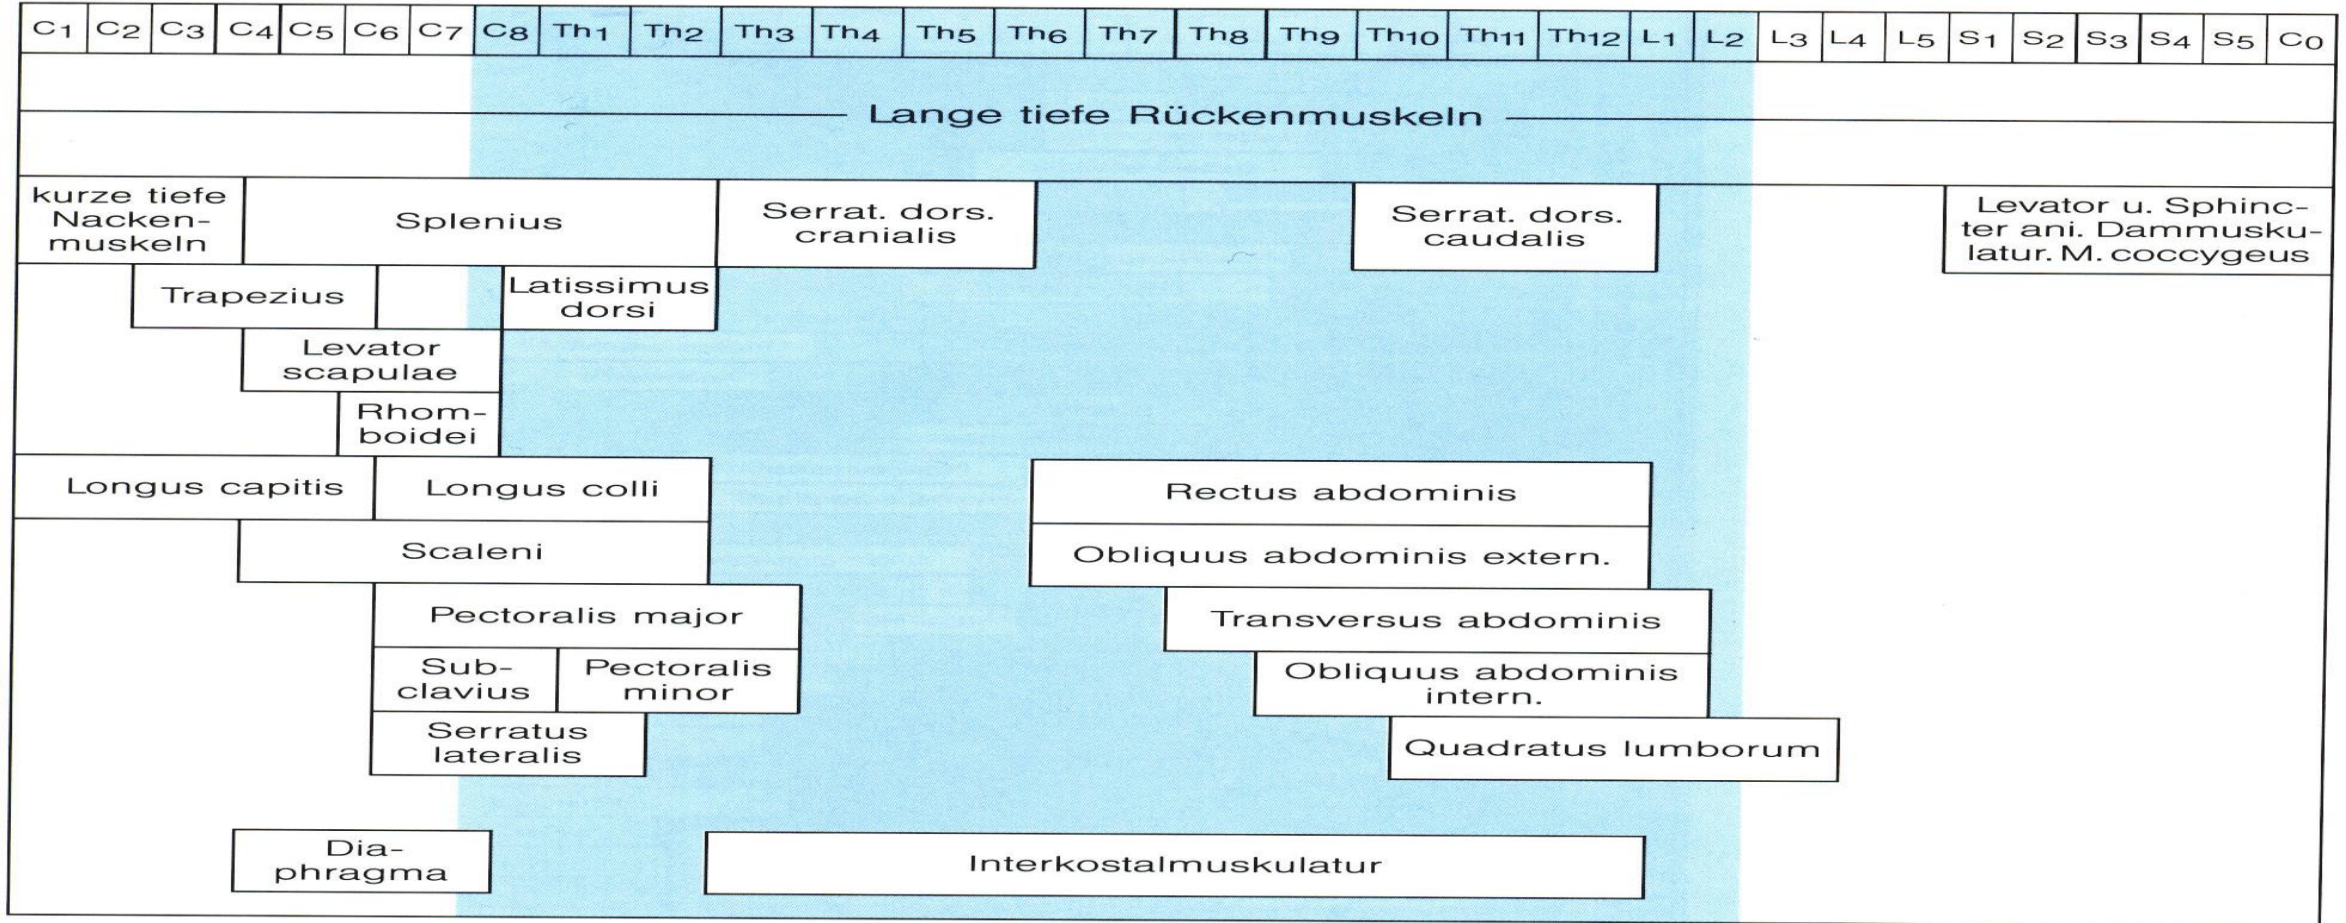 C1 C2 C3 C4 C5 C6 C7 C8 Th1 Th2 Th3 Th4 Th5 Th6 Th7 Th8 Th9 Th10 Th11 Th12 L1 L2 L3 L4 L5 S1 S2 S3 S4 S5 C0
Lange tiefe Rückenmuskeln
kurze tiefe
Nacken-
muskeln
Splenius
Serrat. dors.
cranialis
Serrat. dors.
caudalis
Levator u. Sphinc-
ter ani. Dammusku-
latur. M. coccygeus
Trapezius
Latissimus
dorsi
Levator
scapulae
Rhom-
boidei
Longus capitis
Longus colli
Rectus abdominis
Scaleni
Obliquus abdominis extern.
Pectoralis major
Transversus abdominis
Sub-
clavius
Pectoralis
minor
Obliquus abdominis
intern.
Serratus
lateralis
Quadratus lumborum
Dia-
phragma
Interkostalmuskulatur